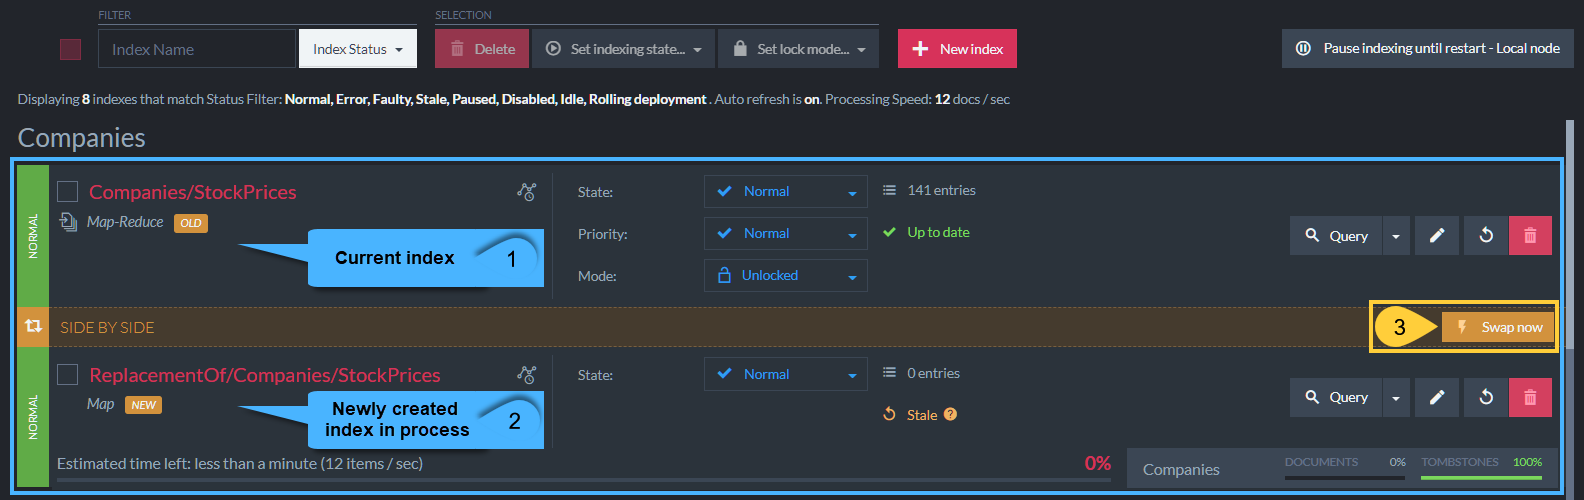 FILTER
SELECTION
Index Name
Index Status
Delete
Set indexing state...
Set lock mode...
New index
Pause indexing until restart - Local node
Displaying 8 indexes that match Status Filter: Normal, Error, Faulty, Stale, Paused, Disabled, Idle, Rolling deployment . Auto refresh is on. Processing Speed: 12 docs / sec
Companies
NORMAL
Companies/StockPrices
Map-Reduce OLD
Current index 1
State: Normal
Priority: Normal
Mode: Unlocked
141 entries
Up to date
Query
SIDE BY SIDE
3
Swap now
NORMAL
ReplacementOf/Companies/StockPrices
Map NEW
Newly created
index in process 2
State: Normal
0 entries
Stale ?
Query
Estimated time left: less than a minute (12 items / sec)
0%
Companies
DOCUMENTS 0%
TOMBSTONES 100%